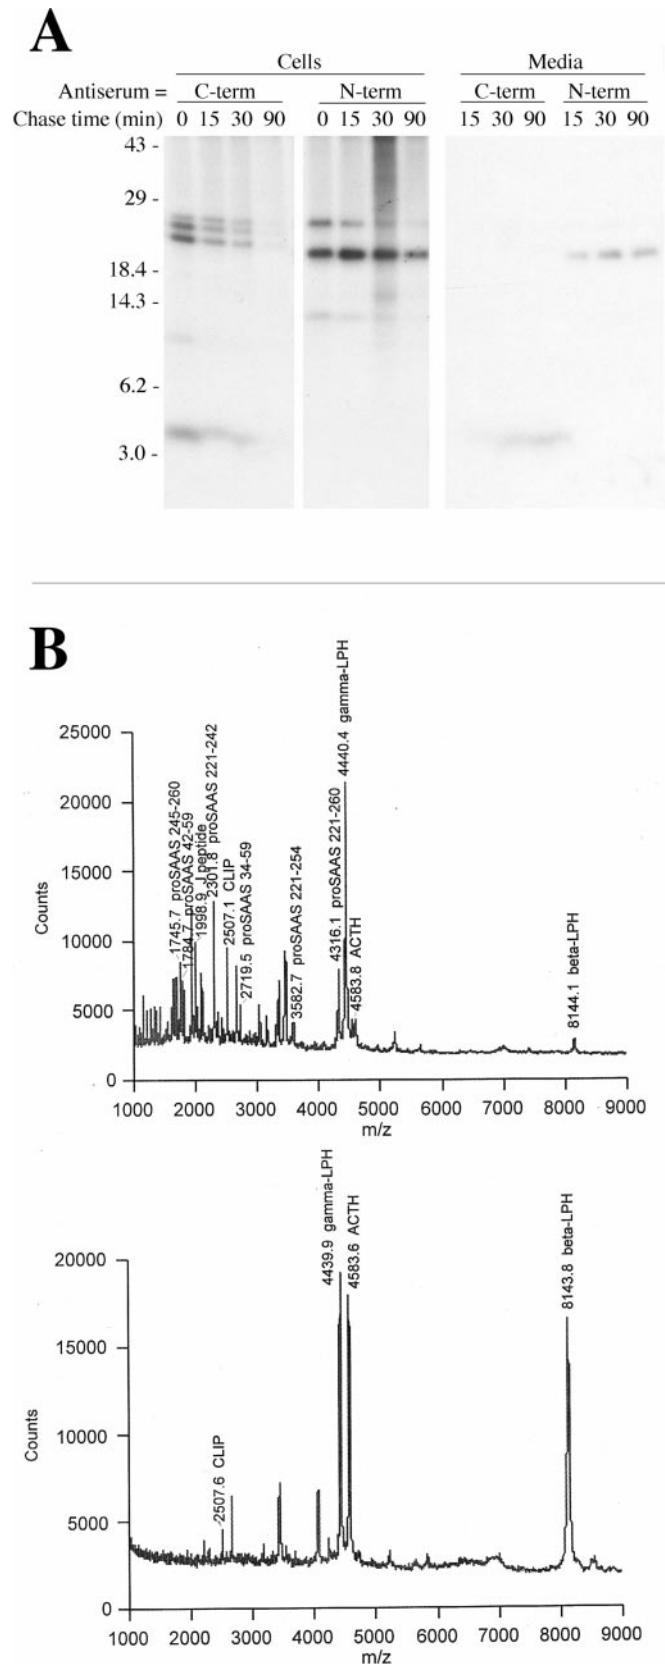 A
Cells Media
Antiserum = C-term N-term C-term N-term
Chase time (min) 0 15 30 90 0 15 30 90 15 30 90 15 30 90
43 -
29 -
18.4 -
14.3 -
6.2 -
3.0 -
B
1745.7 proSAAS 245-260
1784.7 proSAAS 42-59
1998.9 J peptide
2301.8 proSAAS 221-242
2507.1 CLIP
2719.5 proSAAS 34-59
3582.7 proSAAS 221-254
4316.1 proSAAS 221-260
4440.4 gamma-LPH
4583.8 ACTH
8144.1 beta-LPH
Counts
25000
20000
15000
10000
5000
0
1000 2000 3000 4000 5000 6000 7000 8000 9000
m/z
2507.6 CLIP
4439.9 gamma-LPH
4583.6 ACTH
8143.8 beta-LPH
Counts
20000
15000
10000
5000
0
1000 2000 3000 4000 5000 6000 7000 8000 9000
m/z